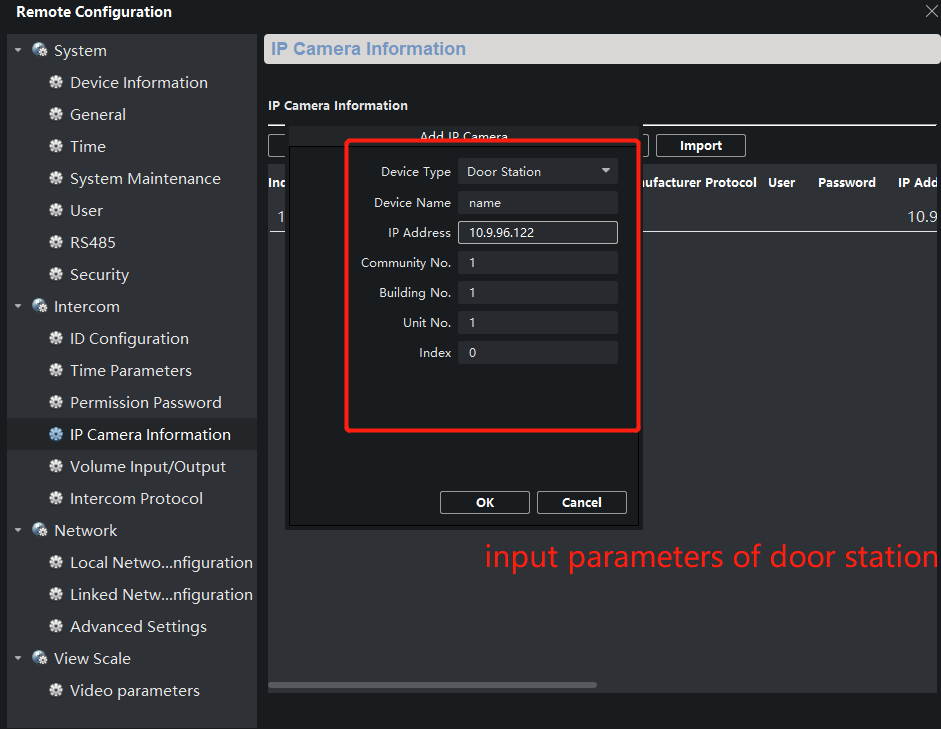 Remote Configuration
System
Device Information
General
Time
System Maintenance
User
RS485
Security
Intercom
ID Configuration
Time Parameters
Permission Password
IP Camera Information
Volume Input/Output
Intercom Protocol
Network
Local Netwo...nfiguration
Linked Netw...nfiguration
Advanced Settings
View Scale
Video parameters
IP Camera Information
IP Camera Information
Import
nufacturer Protocol User Password IP Add
1 10.9
Add IP Camera
Device Type Door Station
Device Name name
IP Address 10.9.96.122
Community No. 1
Building No. 1
Unit No. 1
Index 0
OK Cancel
input parameters of door station